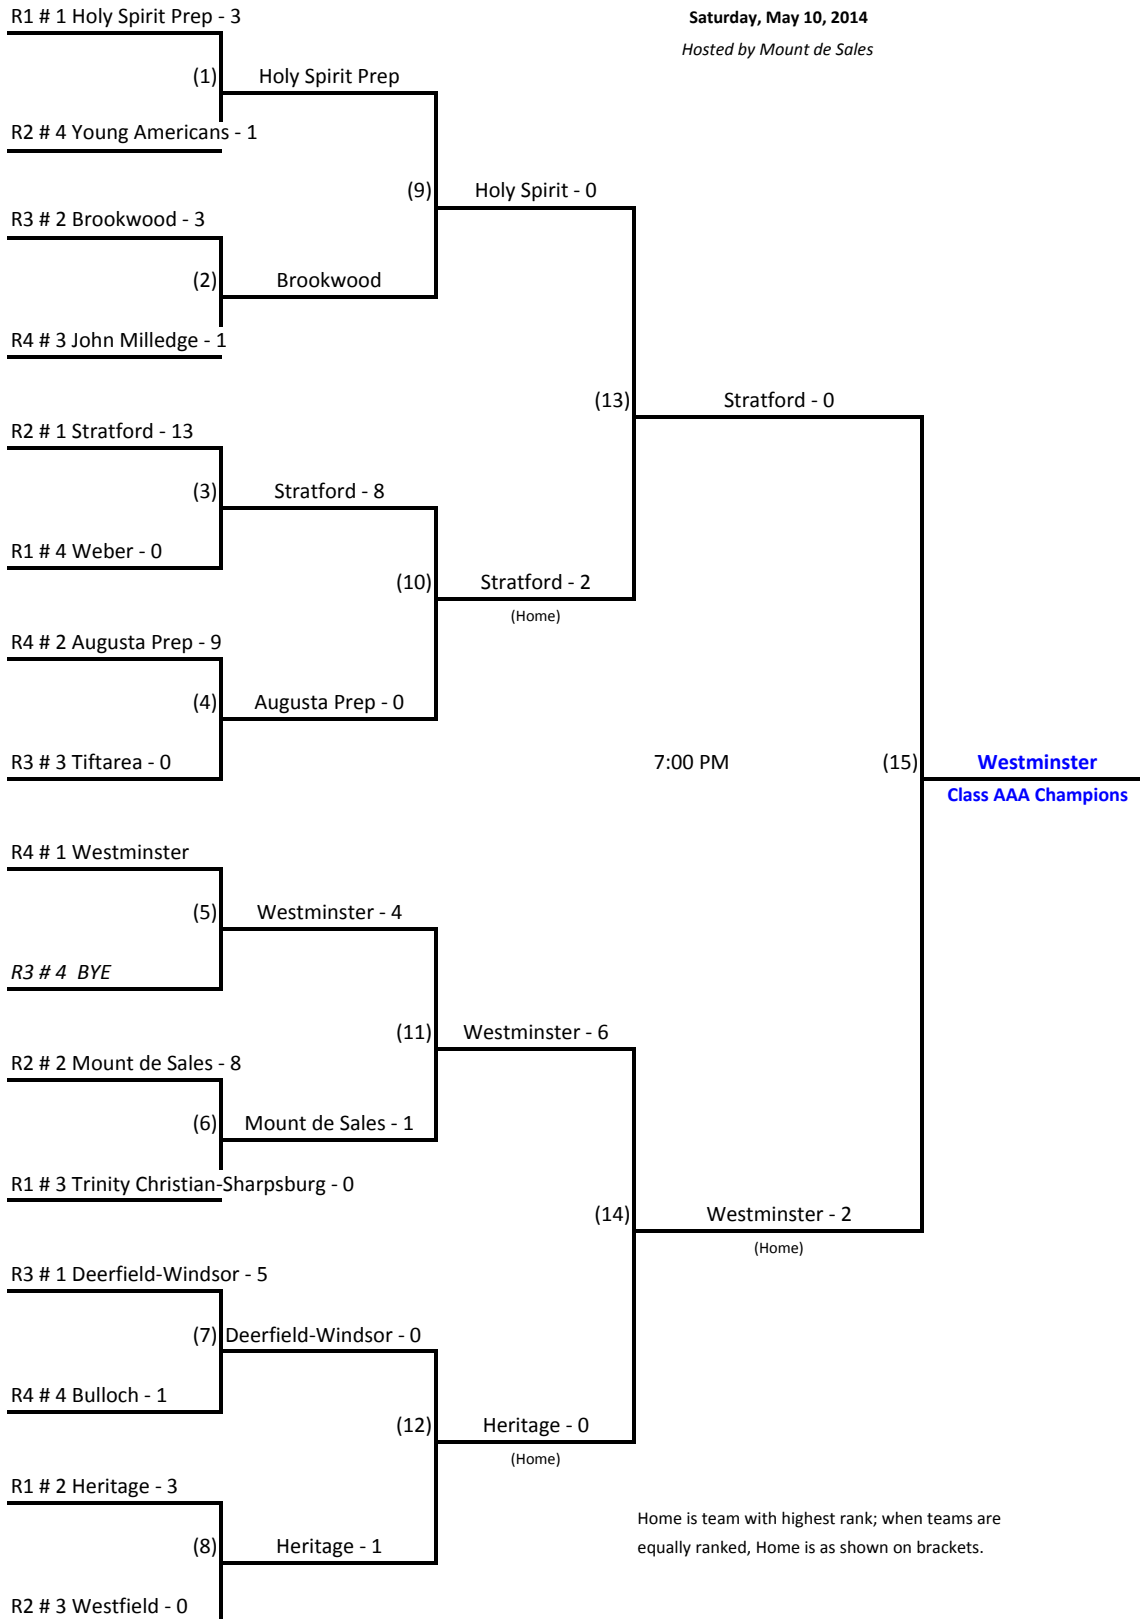 R1 # 1 Holy Spirit Prep - 3
Saturday, May 10, 2014
Hosted by Mount de Sales
(1) Holy Spirit Prep
R2 # 4 Young Americans - 1
(9) Holy Spirit - 0
R3 # 2 Brookwood - 3
(2) Brookwood
R4 # 3 John Milledge - 1
(13) Stratford - 0
R2 # 1 Stratford - 13
(3) Stratford - 8
R1 # 4 Weber - 0
(10) Stratford - 2
(Home)
R4 # 2 Augusta Prep - 9
(4) Augusta Prep - 0
R3 # 3 Tiftarea - 0
7:00 PM (15) Westminster
Class AAA Champions
R4 # 1 Westminster
(5) Westminster - 4
R3 # 4 BYE
(11) Westminster - 6
R2 # 2 Mount de Sales - 8
(6) Mount de Sales - 1
R1 # 3 Trinity Christian-Sharpsburg - 0
(14) Westminster - 2
(Home)
R3 # 1 Deerfield-Windsor - 5
(7) Deerfield-Windsor - 0
R4 # 4 Bulloch - 1
(12) Heritage - 0
(Home)
R1 # 2 Heritage - 3
Home is team with highest rank; when teams are
equally ranked, Home is as shown on brackets.
(8) Heritage - 1
R2 # 3 Westfield - 0